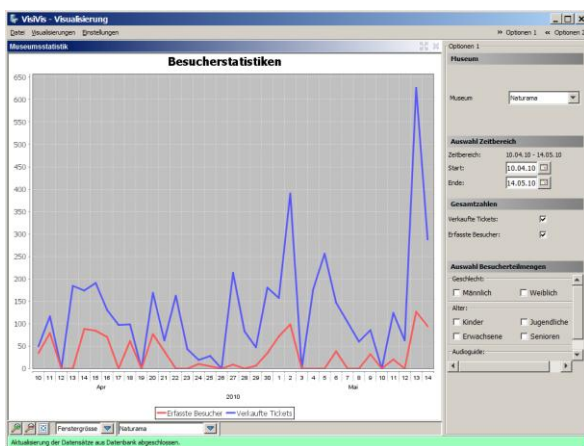 VisiVis - Visualisierung
Datei Visualisierungen Einstellungen
» Optionen 1 « Optionen 2
Museumsstatistik
Besucherstatistiken
650
600
550
500
450
400
350
300
250
200
150
100
50
0
10 11 12 13 14 15 16 17 18 19 20 21 22 23 24 25 26 27 28 29 30 1 2 3 4 5 6 7 8 9 10 11 12 13 14
Apr Mai
2010
Erfasste Besucher Verkaufte Tickets
Fenstergrösse Naturama
Aktualisierung der Datensätze aus Datenbank abgeschlossen.
Optionen 1
Museum
Museum Naturama
Auswahl Zeitbereich
Zeitbereich: 10.04.10 - 14.05.10
Start: 10.04.10
Ende: 14.05.10
Gesamtzahlen
Verkaufte Tickets:
Erfasste Besucher:
Auswahl Besucherteilmengen
Geschlecht:
Männlich Weiblich
Alter:
Kinder Jugendliche
Erwachsene Senioren
Audioguide: